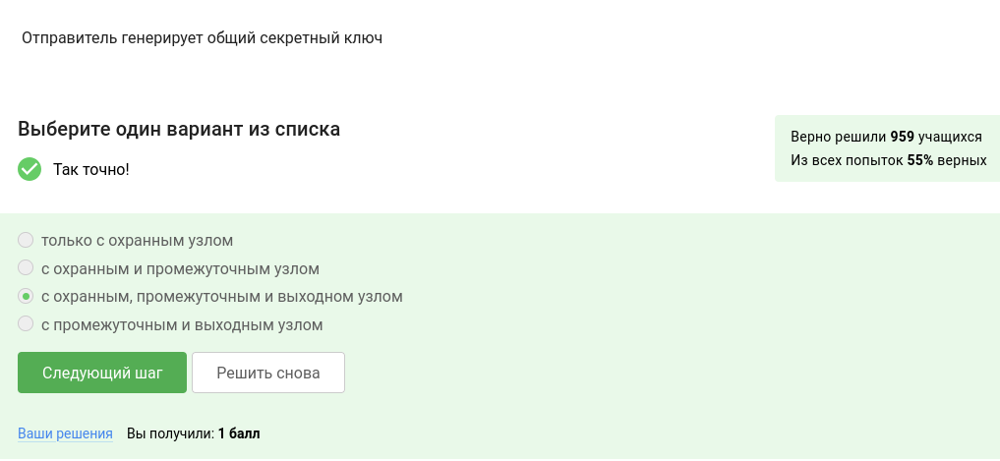 Отправитель генерирует общий секретный ключ
Выберите один вариант из списка
Так точно!
Верно решили 959 учащихся
Из всех попыток 55% верных
только с охранным узлом
с охранным и промежуточным узлом
с охранным, промежуточным и выходном узлом
с промежуточным и выходным узлом
Следующий шаг
Решить снова
Ваши решения Вы получили: 1 балл